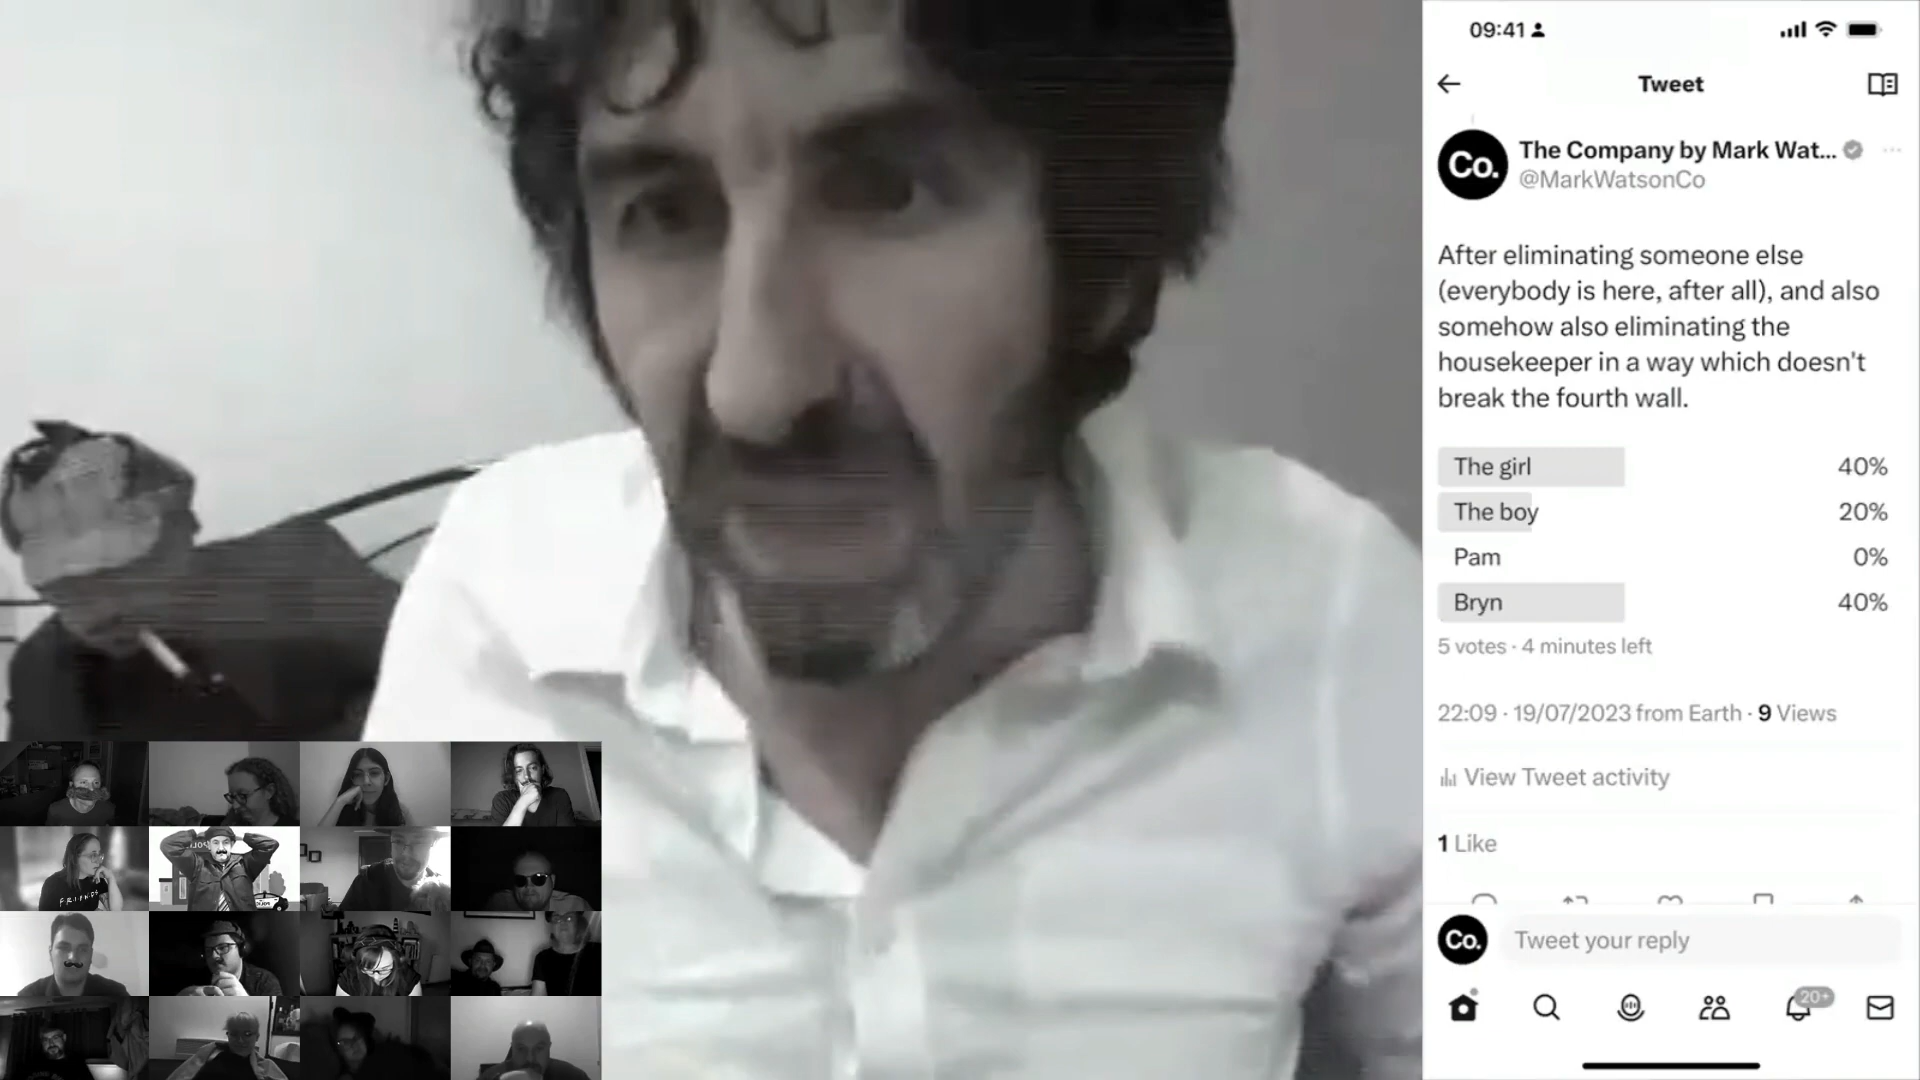 09:41
Tweet
Co.
The Company by Mark Wat...
@MarkWatsonCo
After eliminating someone else
(everybody is here, after all), and also
somehow also eliminating the
housekeeper in a way which doesn't
break the fourth wall.
The girl 40%
The boy 20%
Pam 0%
Bryn 40%
5 votes · 4 minutes left
22:09 · 19/07/2023 from Earth · 9 Views
View Tweet activity
1 Like
Co.
Tweet your reply
20+
FRIENDS